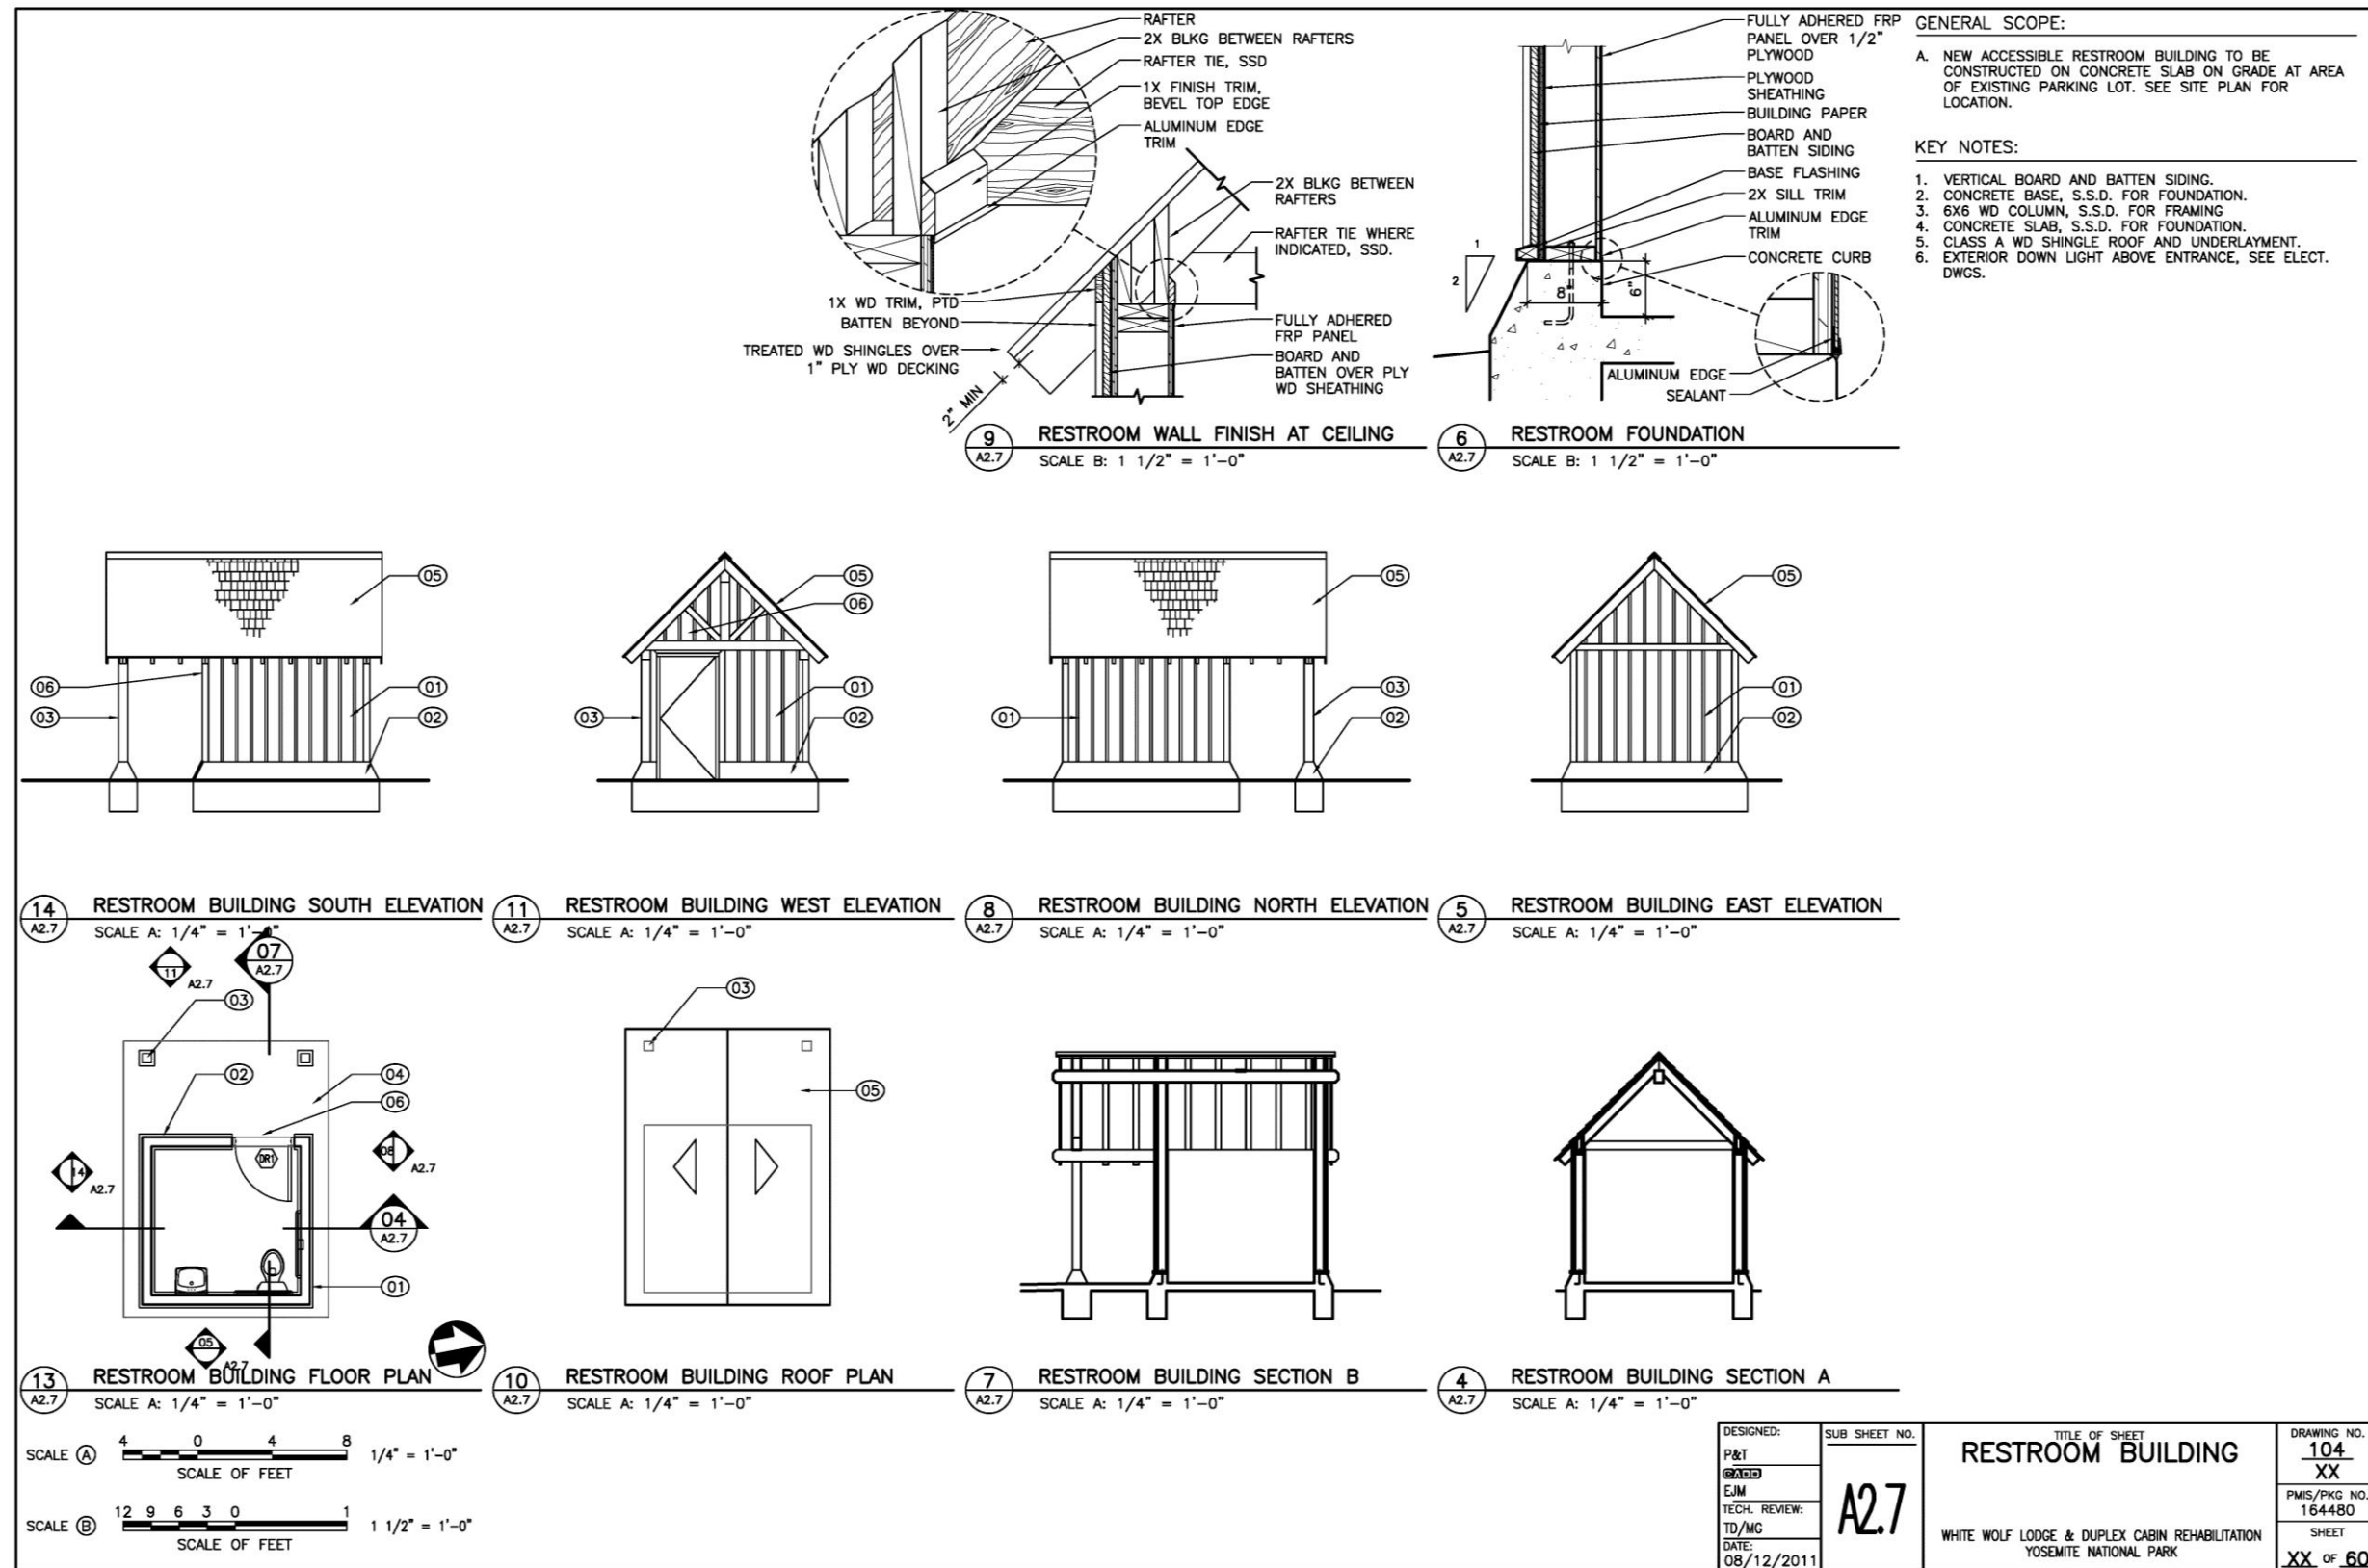 RAFTER
2X BLKG BETWEEN RAFTERS
RAFTER TIE, SSD
1X FINISH TRIM,
BEVEL TOP EDGE
ALUMINUM EDGE
TRIM
2X BLKG BETWEEN
RAFTERS
RAFTER TIE WHERE
INDICATED, SSD.
1X WD TRIM, PTD
BATTEN BEYOND
TREATED WD SHINGLES OVER
1" PLY WD DECKING
2" MIN
FULLY ADHERED
FRP PANEL
BOARD AND
BATTEN OVER PLY
WD SHEATHING
9
A2.7
RESTROOM WALL FINISH AT CEILING
SCALE B: 1 1/2" = 1'-0"
FULLY ADHERED FRP
PANEL OVER 1/2"
PLYWOOD
PLYWOOD
SHEATHING
BUILDING PAPER
BOARD AND
BATTEN SIDING
BASE FLASHING
2X SILL TRIM
ALUMINUM EDGE
TRIM
CONCRETE CURB
1
2
8"
6"
ALUMINUM EDGE
SEALANT
6
A2.7
RESTROOM FOUNDATION
SCALE B: 1 1/2" = 1'-0"
GENERAL SCOPE:
A. NEW ACCESSIBLE RESTROOM BUILDING TO BE
CONSTRUCTED ON CONCRETE SLAB ON GRADE AT AREA
OF EXISTING PARKING LOT. SEE SITE PLAN FOR
LOCATION.
KEY NOTES:
1. VERTICAL BOARD AND BATTEN SIDING.
2. CONCRETE BASE, S.S.D. FOR FOUNDATION.
3. 6X6 WD COLUMN, S.S.D. FOR FRAMING
4. CONCRETE SLAB, S.S.D. FOR FOUNDATION.
5. CLASS A WD SHINGLE ROOF AND UNDERLAYMENT.
6. EXTERIOR DOWN LIGHT ABOVE ENTRANCE, SEE ELECT.
DWGS.
05
06
01
03
02
14
A2.7
RESTROOM BUILDING SOUTH ELEVATION
SCALE A: 1/4" = 1'-0"
05
06
01
03
02
11
A2.7
RESTROOM BUILDING WEST ELEVATION
SCALE A: 1/4" = 1'-0"
05
03
01
02
8
A2.7
RESTROOM BUILDING NORTH ELEVATION
SCALE A: 1/4" = 1'-0"
05
01
02
5
A2.7
RESTROOM BUILDING EAST ELEVATION
SCALE A: 1/4" = 1'-0"
11
A2.7
07
A2.7
03
02
04
06
DR1
08
A2.7
14
A2.7
04
A2.7
01
05
A2.7
13
A2.7
RESTROOM BUILDING FLOOR PLAN
SCALE A: 1/4" = 1'-0"
03
05
10
A2.7
RESTROOM BUILDING ROOF PLAN
SCALE A: 1/4" = 1'-0"
7
A2.7
RESTROOM BUILDING SECTION B
SCALE A: 1/4" = 1'-0"
4
A2.7
RESTROOM BUILDING SECTION A
SCALE A: 1/4" = 1'-0"
SCALE A 4 0 4 8 1/4" = 1'-0"
SCALE OF FEET
SCALE B 12 9 6 3 0 1 1 1/2" = 1'-0"
SCALE OF FEET
DESIGNED:
P&T
CADD
EJM
TECH. REVIEW:
TD/MG
DATE:
08/12/2011
SUB SHEET NO.
A2.7
TITLE OF SHEET
RESTROOM BUILDING
WHITE WOLF LODGE & DUPLEX CABIN REHABILITATION
YOSEMITE NATIONAL PARK
DRAWING NO.
104
XX
PMIS/PKG NO.
164480
SHEET
XX OF 60